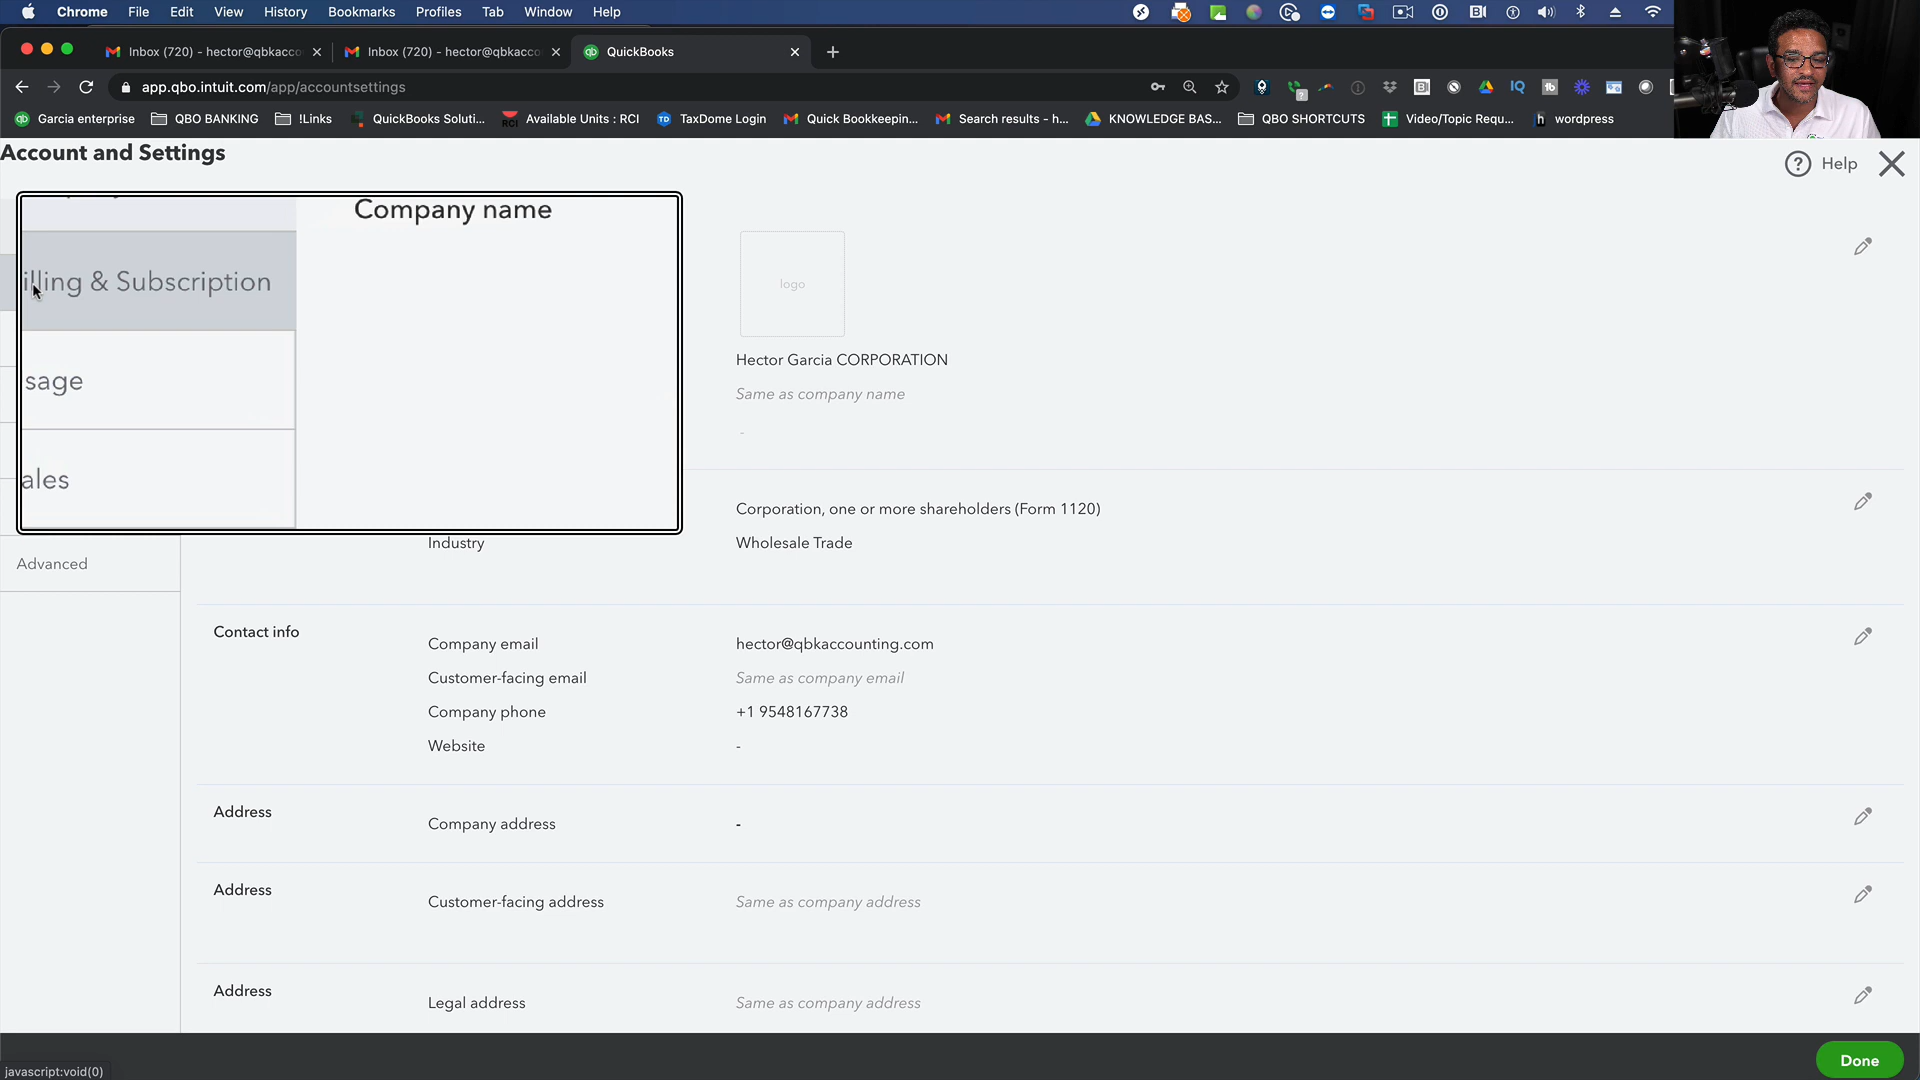 Chrome File Edit View History Bookmarks Profiles Tab Window Help
Inbox (720) - hector@qbkacco
Inbox (720) - hector@qbkacco
QuickBooks
app.qbo.intuit.com/app/accountsettings
Garcia enterprise QBO BANKING !Links QuickBooks Soluti... Available Units : RCI TaxDome Login Quick Bookkeepin... Search results – h... KNOWLEDGE BAS... QBO SHORTCUTS Video/Topic Requ... wordpress
Account and Settings
Help
Company name
illing & Subscription
sage
ales
logo
Hector Garcia CORPORATION
Same as company name
-
Corporation, one or more shareholders (Form 1120)
Industry Wholesale Trade
Advanced
Contact info
Company email hector@qbkaccounting.com
Customer-facing email Same as company email
Company phone +1 9548167738
Website -
Address
Company address -
Address
Customer-facing address Same as company address
Address
Legal address Same as company address
Done
javascript:void(0)